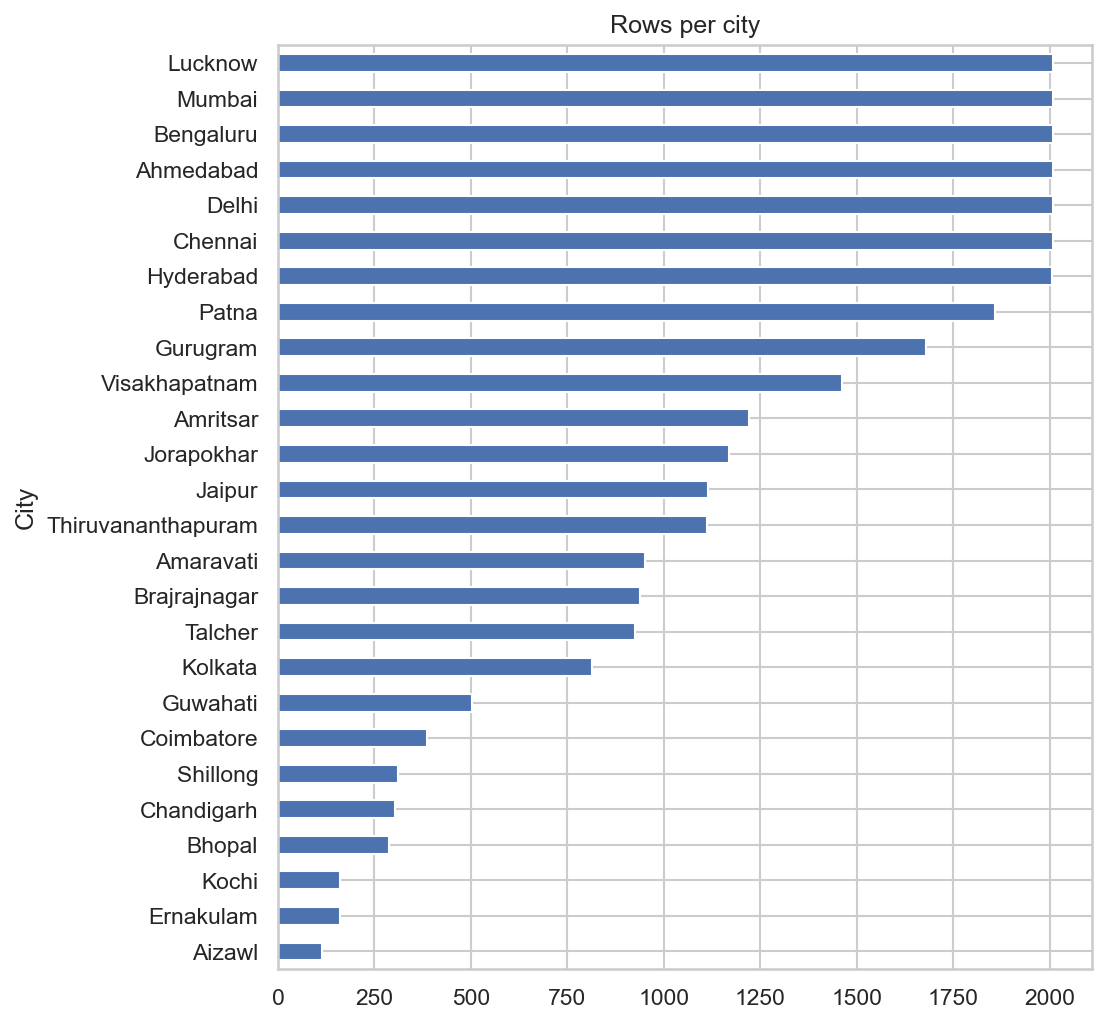 Rows per city
Lucknow
Mumbai
Bengaluru
Ahmedabad
Delhi
Chennai
Hyderabad
Patna
Gurugram
Visakhapatnam
Amritsar
Jorapokhar
Jaipur
Thiruvananthapuram
Amaravati
Brajrajnagar
Talcher
Kolkata
Guwahati
Coimbatore
Shillong
Chandigarh
Bhopal
Kochi
Ernakulam
Aizawl
City
0 250 500 750 1000 1250 1500 1750 2000